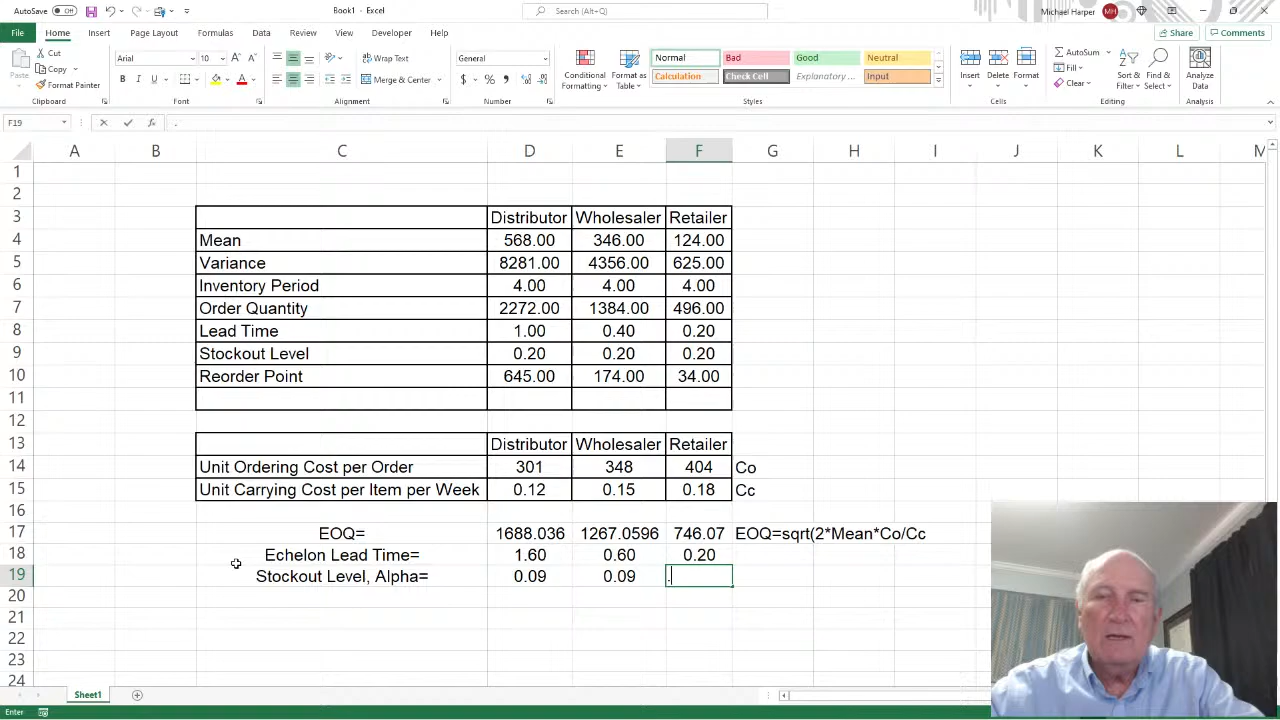 AutoSave Off Book1 - Excel Search (Alt+Q) Michael Harper MH
File Home Insert Page Layout Formulas Data Review View Developer Help Share Comments
Paste Cut Copy Format Painter Clipboard
Arial 10 B I U A Font
Wrap Text Merge & Center Alignment
General $ % , Number
Conditional Formatting Format as Table Normal Bad Good Neutral Calculation Check Cell Explanatory ... Input Styles
Insert Delete Format Cells
AutoSum Fill Clear Sort & Filter Find & Select Editing
Analyze Data Analysis
F19 fx .
A B C D E F G H I J K L M
1
2
3 Distributor Wholesaler Retailer
4 Mean 568.00 346.00 124.00
5 Variance 8281.00 4356.00 625.00
6 Inventory Period 4.00 4.00 4.00
7 Order Quantity 2272.00 1384.00 496.00
8 Lead Time 1.00 0.40 0.20
9 Stockout Level 0.20 0.20 0.20
10 Reorder Point 645.00 174.00 34.00
11
12
13 Distributor Wholesaler Retailer
14 Unit Ordering Cost per Order 301 348 404 Co
15 Unit Carrying Cost per Item per Week 0.12 0.15 0.18 Cc
16
17 EOQ= 1688.036 1267.0596 746.07 EOQ=sqrt(2*Mean*Co/Cc
18 Echelon Lead Time= 1.60 0.60 0.20
19 Stockout Level, Alpha= 0.09 0.09 .
20
21
22
23
24
Sheet1
Enter